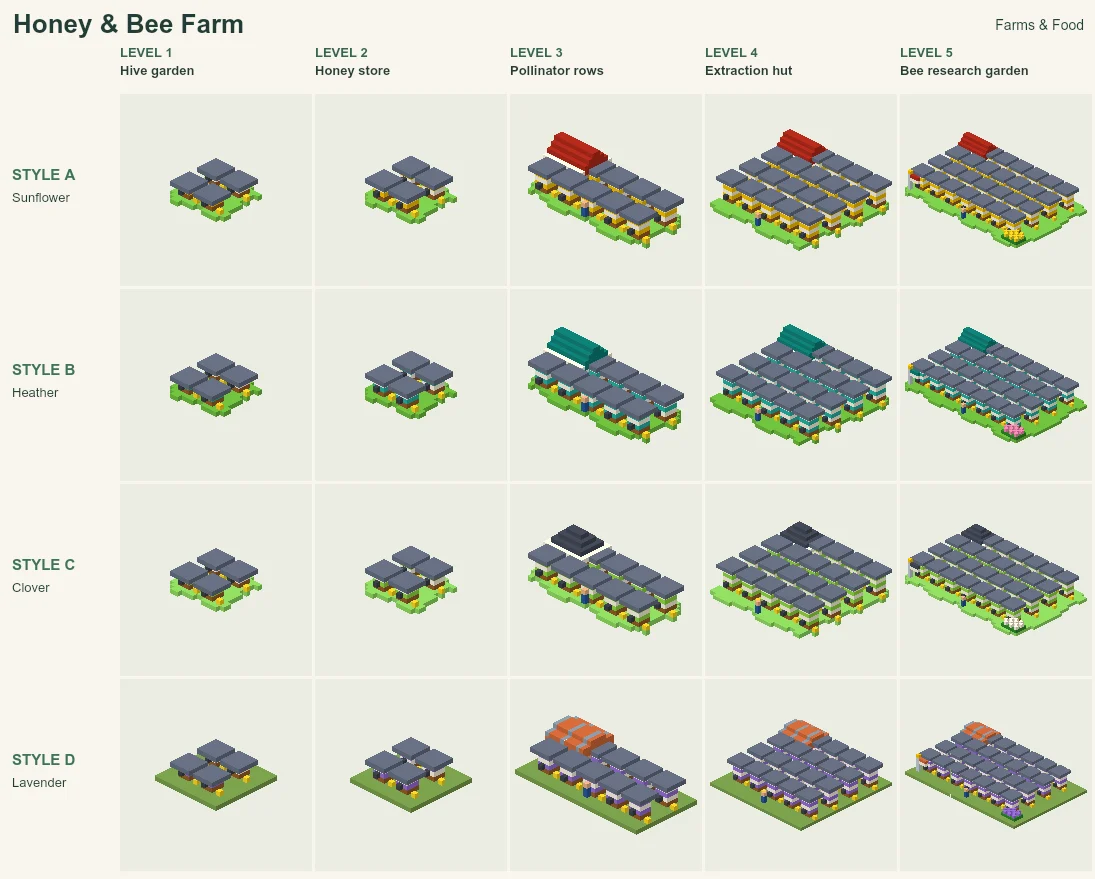 Honey & Bee Farm
Farms & Food
LEVEL 1
Hive garden
LEVEL 2
Honey store
LEVEL 3
Pollinator rows
LEVEL 4
Extraction hut
LEVEL 5
Bee research garden
STYLE A
Sunflower
STYLE B
Heather
STYLE C
Clover
STYLE D
Lavender